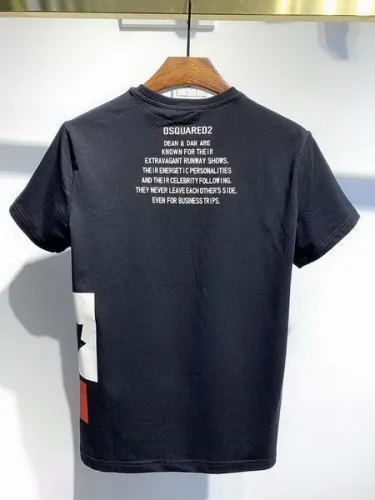 DSQUARED2
DEAN & DAN ARE
KNOWN FOR THEIR
EXTRAVAGANT RUNWAY SHOWS.
THEIR ENERGETIC PERSONALITIES
AND THEIR CELEBRITY FOLLOWING.
THEY NEVER LEAVE EACH OTHER'S SIDE.
EVEN FOR BUSINESS TRIPS.